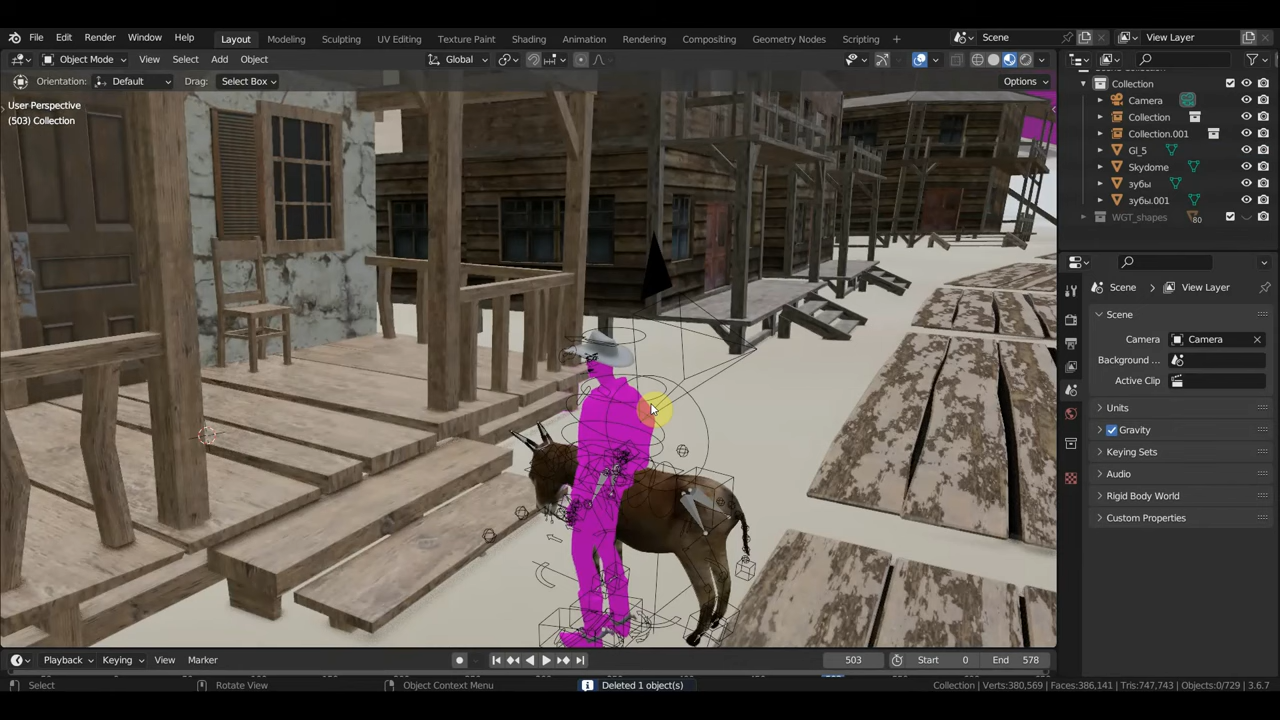 File Edit Render Window Help Layout Modeling Sculpting UV Editing Texture Paint Shading Animation Rendering Compositing Geometry Nodes Scripting + Scene View Layer
Object Mode View Select Add Object Global Options
Orientation: Default Drag: Select Box
User Perspective
(503) Collection
Collection
Camera
Collection
Collection.001
Gl_5
Skydome
зубы
зубы.001
WGT_shapes 80
Scene > View Layer
Scene
Camera Camera
Background ...
Active Clip
Units
Gravity
Keying Sets
Audio
Rigid Body World
Custom Properties
Playback Keying View Marker 503 Start 0 End 578
Select Rotate View Object Context Menu Deleted 1 object(s) Collection | Verts:380,569 | Faces:386,141 | Tris:747,743 | Objects:0/729 | 3.6.7